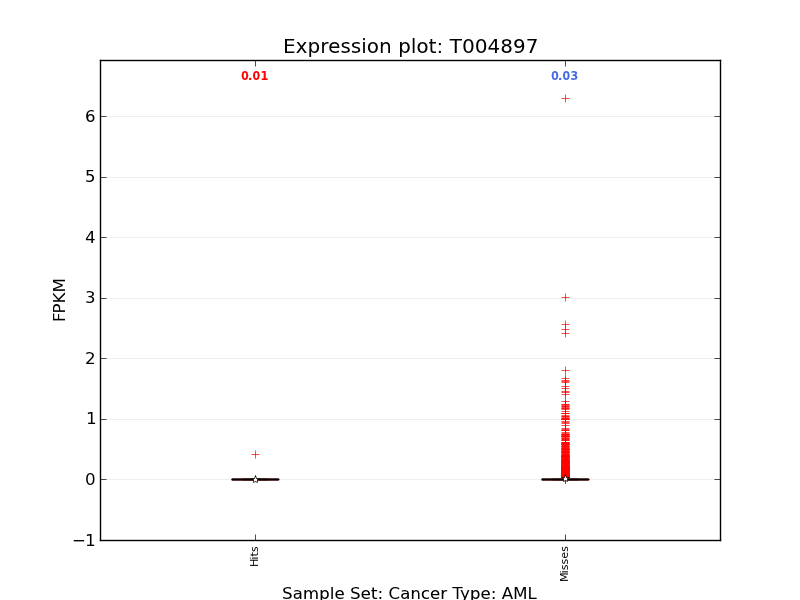 Expression plot: T004897
0.01
0.03
6
5
4
3
2
1
0
−1
FPKM
Hits
Misses
Sample Set: Cancer Type: AML